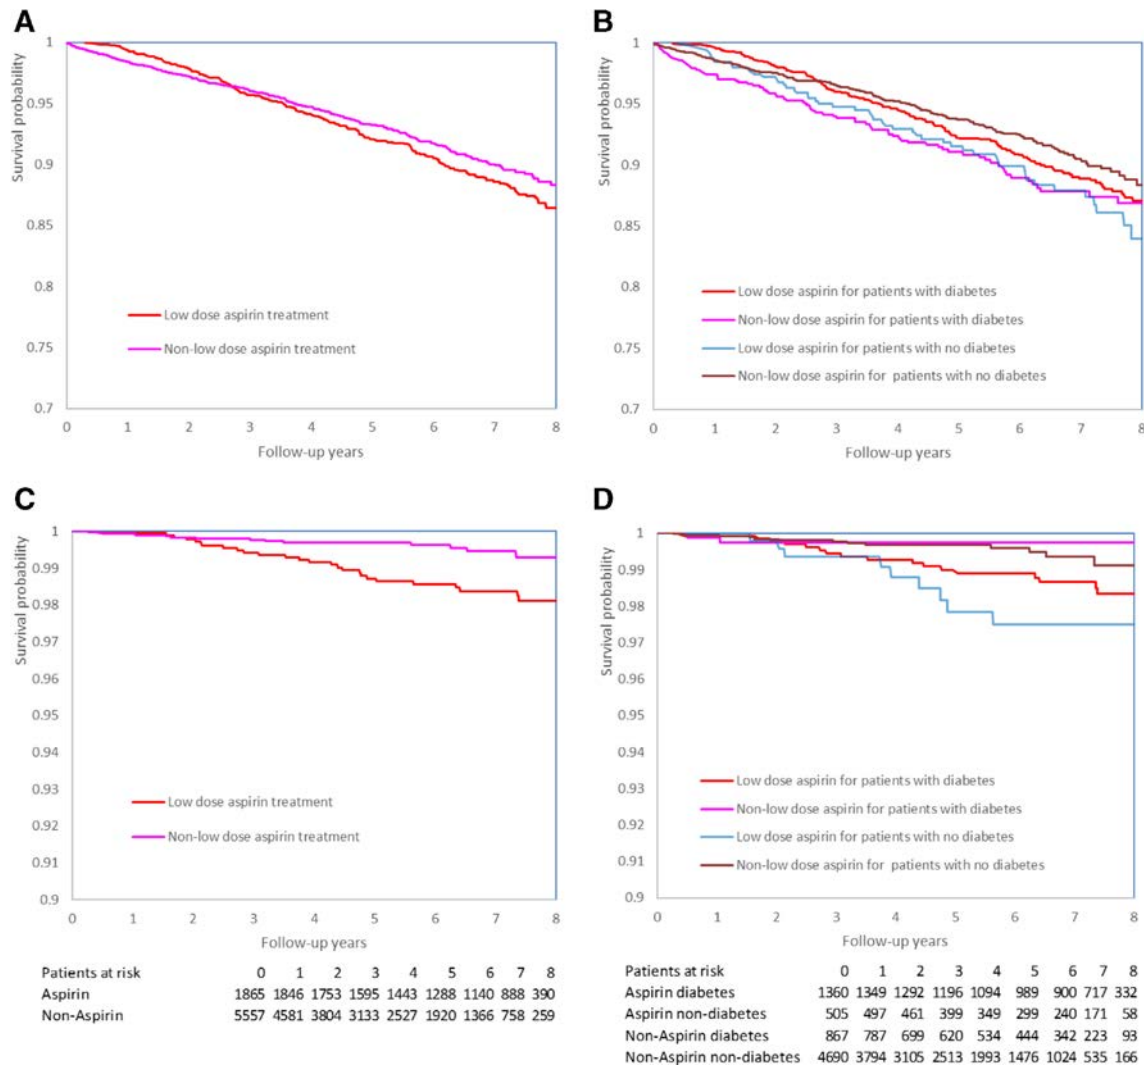 A
Survival probability
1
0.95
0.9
0.85
0.8
0.75
0.7
Low dose aspirin treatment
Non-low dose aspirin treatment
0 1 2 3 4 5 6 7 8
Follow-up years
B
Survival probability
1
0.95
0.9
0.85
0.8
0.75
0.7
Low dose aspirin for patients with diabetes
Non-low dose aspirin for patients with diabetes
Low dose aspirin for patients with no diabetes
Non-low dose aspirin for patients with no diabetes
0 1 2 3 4 5 6 7 8
Follow-up years
C
Survival probability
1
0.99
0.98
0.97
0.96
0.95
0.94
0.93
0.92
0.91
0.9
Low dose aspirin treatment
Non-low dose aspirin treatment
0 1 2 3 4 5 6 7 8
Follow-up years
Patients at risk 0 1 2 3 4 5 6 7 8
Aspirin 1865 1846 1753 1595 1443 1288 1140 888 390
Non-Aspirin 5557 4581 3804 3133 2527 1920 1366 758 259
D
Survival probability
1
0.99
0.98
0.97
0.96
0.95
0.94
0.93
0.92
0.91
0.9
Low dose aspirin for patients with diabetes
Non-low dose aspirin for patients with diabetes
Low dose aspirin for patients with no diabetes
Non-low dose aspirin for patients with no diabetes
0 1 2 3 4 5 6 7 8
Follow-up years
Patients at risk 0 1 2 3 4 5 6 7 8
Aspirin diabetes 1360 1349 1292 1196 1094 989 900 717 332
Aspirin non-diabetes 505 497 461 399 349 299 240 171 58
Non-Aspirin diabetes 867 787 699 620 534 444 342 223 93
Non-Aspirin non-diabetes 4690 3794 3105 2513 1993 1476 1024 535 166